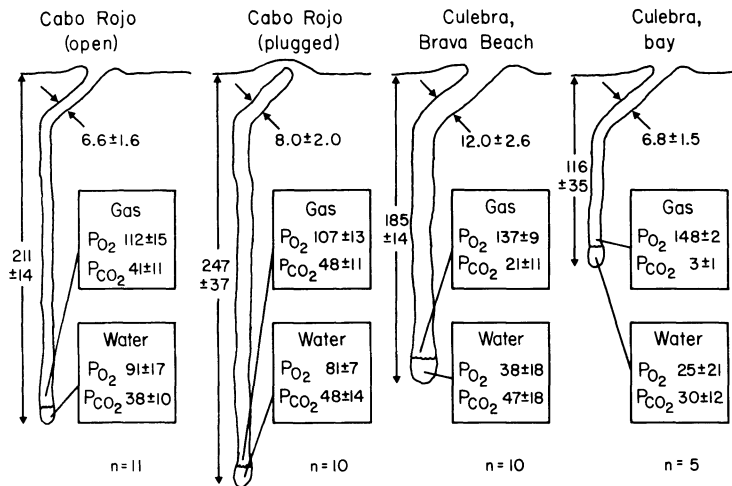 Cabo Rojo
(open)
6.6±1.6
211
±14
Gas
PO2 112±15
PCO2 41±11
Water
PO2 91±17
PCO2 38±10
n=11
Cabo Rojo
(plugged)
8.0±2.0
247
±37
Gas
PO2 107±13
PCO2 48±11
Water
PO2 81±7
PCO2 48±14
n=10
Culebra,
Brava Beach
12.0±2.6
185
±14
Gas
PO2 137±9
PCO2 21±11
Water
PO2 38±18
PCO2 47±18
n=10
Culebra,
bay
6.8±1.5
116
±35
Gas
PO2 148±2
PCO2 3±1
Water
PO2 25±21
PCO2 30±12
n=5